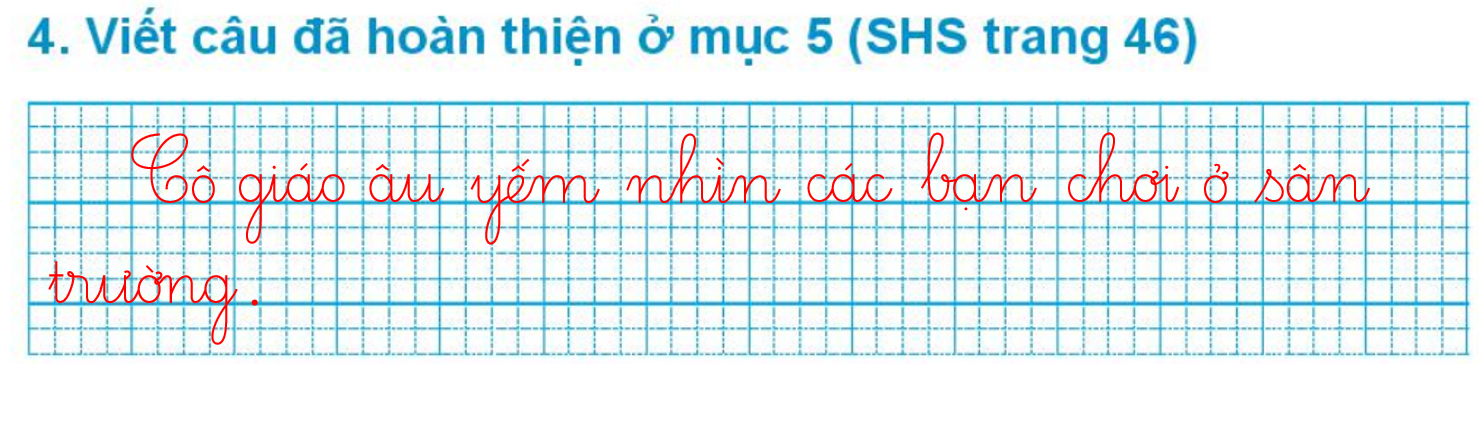 4. Viết câu đã hoàn thiện ở mục 5 (SHS trang 46)
Cô giáo âu yếm nhìn các bạn chơi ở sân
trường.